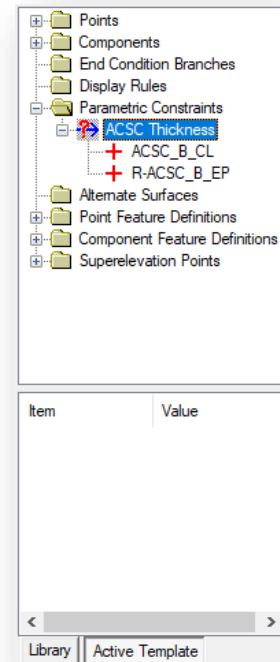 Points
Components
End Condition Branches
Display Rules
Parametric Constraints
ACSC Thickness
ACSC_B_CL
R-ACSC_B_EP
Alternate Surfaces
Point Feature Definitions
Component Feature Definitions
Superelevation Points
Item Value
Library Active Template